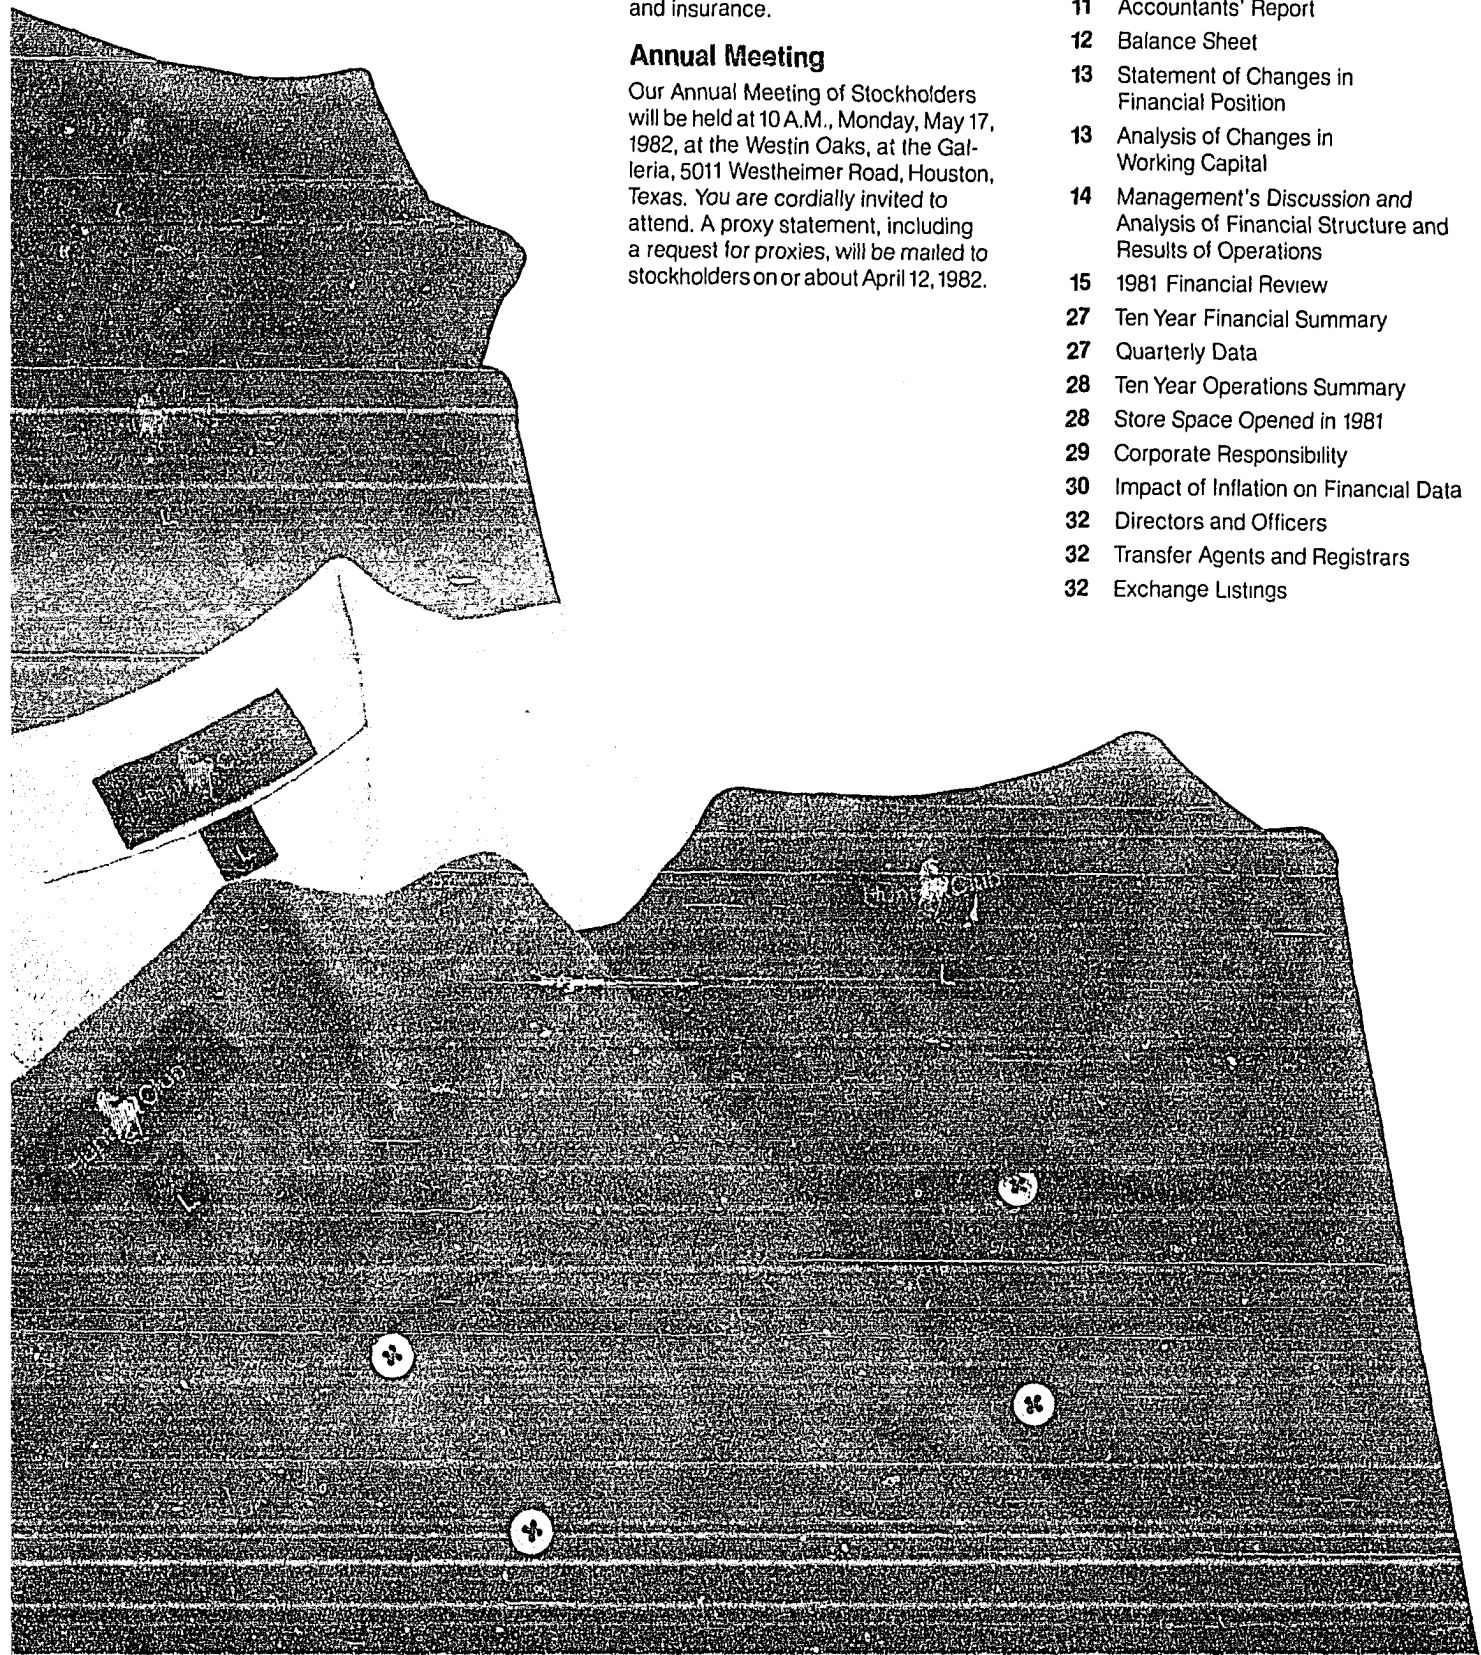 and insurance.
Annual Meeting
Our Annual Meeting of Stockholders
will be held at 10 A.M., Monday, May 17,
1982, at the Westin Oaks, at the Gal-
leria, 5011 Westheimer Road, Houston,
Texas. You are cordially invited to
attend. A proxy statement, including
a request for proxies, will be mailed to
stockholders on or about April 12, 1982.
11 Accountants' Report
12 Balance Sheet
13 Statement of Changes in
Financial Position
13 Analysis of Changes in
Working Capital
14 Management's Discussion and
Analysis of Financial Structure and
Results of Operations
15 1981 Financial Review
27 Ten Year Financial Summary
27 Quarterly Data
28 Ten Year Operations Summary
28 Store Space Opened in 1981
29 Corporate Responsibility
30 Impact of Inflation on Financial Data
32 Directors and Officers
32 Transfer Agents and Registrars
32 Exchange Listings
L
Hunt Club
L
Hunt Club
L